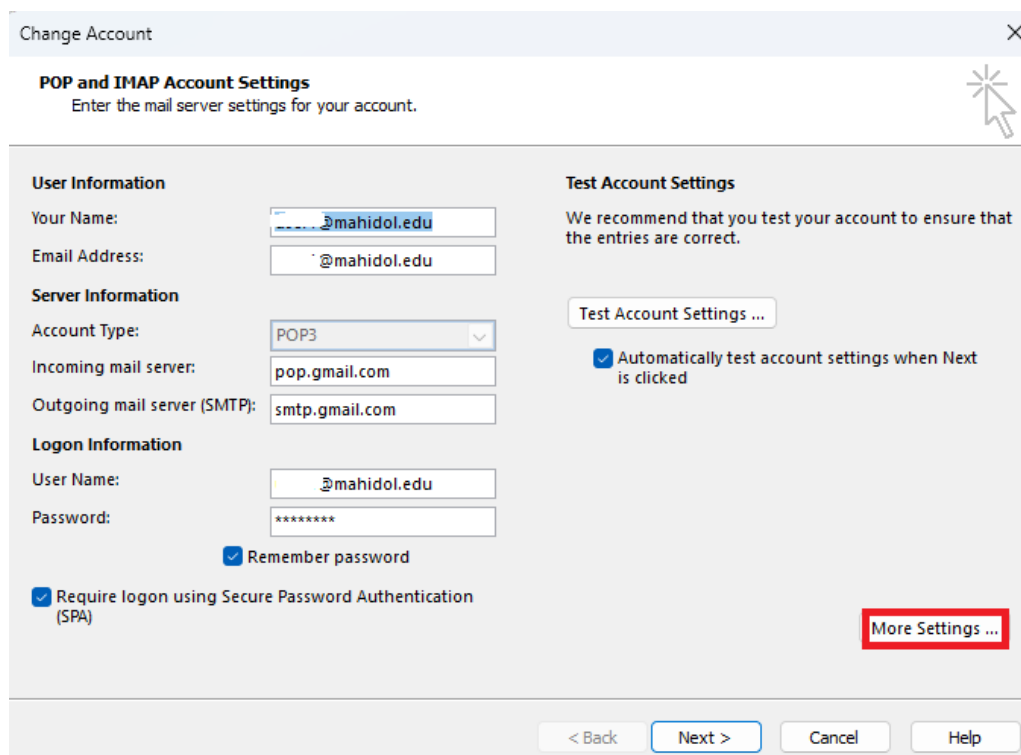 Change Account
POP and IMAP Account Settings
Enter the mail server settings for your account.
User Information
Your Name:
@mahidol.edu
Email Address:
@mahidol.edu
Server Information
Account Type:
POP3
Incoming mail server:
pop.gmail.com
Outgoing mail server (SMTP):
smtp.gmail.com
Logon Information
User Name:
@mahidol.edu
Password:
********
Remember password
Require logon using Secure Password Authentication
(SPA)
Test Account Settings
We recommend that you test your account to ensure that
the entries are correct.
Test Account Settings ...
Automatically test account settings when Next
is clicked
More Settings ...
< Back
Next >
Cancel
Help